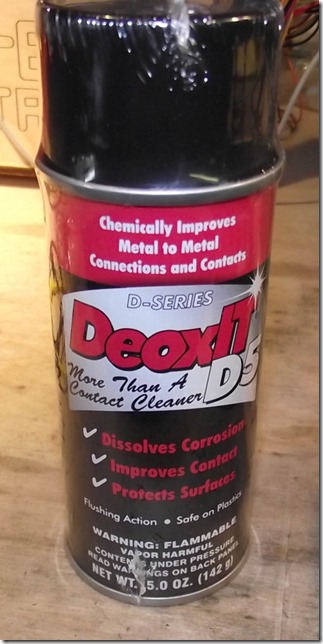 Chemically Improves
Metal to Metal
Connections and Contacts
D-SERIES
DeoxIT
D5
More Than A
Contact Cleaner
Dissolves Corrosion
Improves Contact
Protects Surfaces
Flushing Action • Safe on Plastics
WARNING: FLAMMABLE
VAPOR HARMFUL
CONTENTS UNDER PRESSURE
READ WARNINGS ON BACK PANEL
NET WT. 5.0 OZ. (142 g)